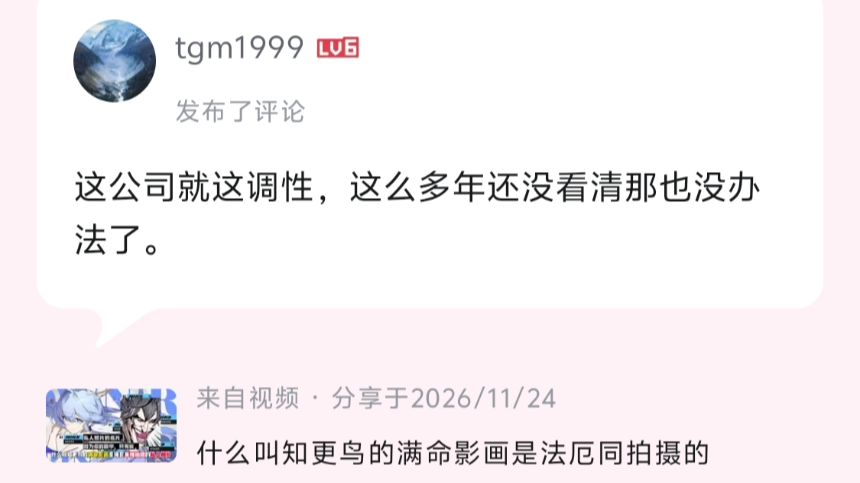 tgm1999 LV6
发布了评论
这公司就这调性，这么多年还没看清那也没办
法了。
来自视频 · 分享于2026/11/24
什么叫知更鸟的满命影画是法厄同拍摄的